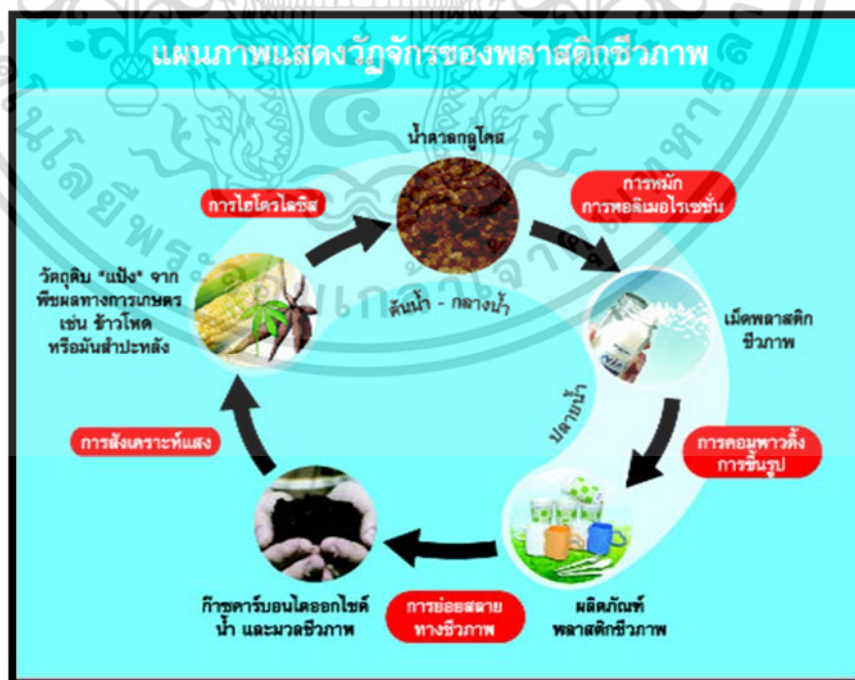 แผนภาพแสดงวัฏจักรของพลาสติกชีวภาพ
น้ำตาลกลูโคส
การไฮโดรไลซิส
การหมัก
การพอลิเมอไรเซชั่น
วัตถุดิบ "แป้ง" จาก
พืชผลทางการเกษตร
เช่น ข้าวโพด
หรือมันสำปะหลัง
ต้นน้ำ - กลางน้ำ
เม็ดพลาสติก
ชีวภาพ
ปลายน้ำ
การสังเคราะห์แสง
การคอมพาวดิ้ง
การขึ้นรูป
ก๊าซคาร์บอนไดออกไซด์
น้ำ และมวลชีวภาพ
การย่อยสลาย
ทางชีวภาพ
ผลิตภัณฑ์
พลาสติกชีวภาพ